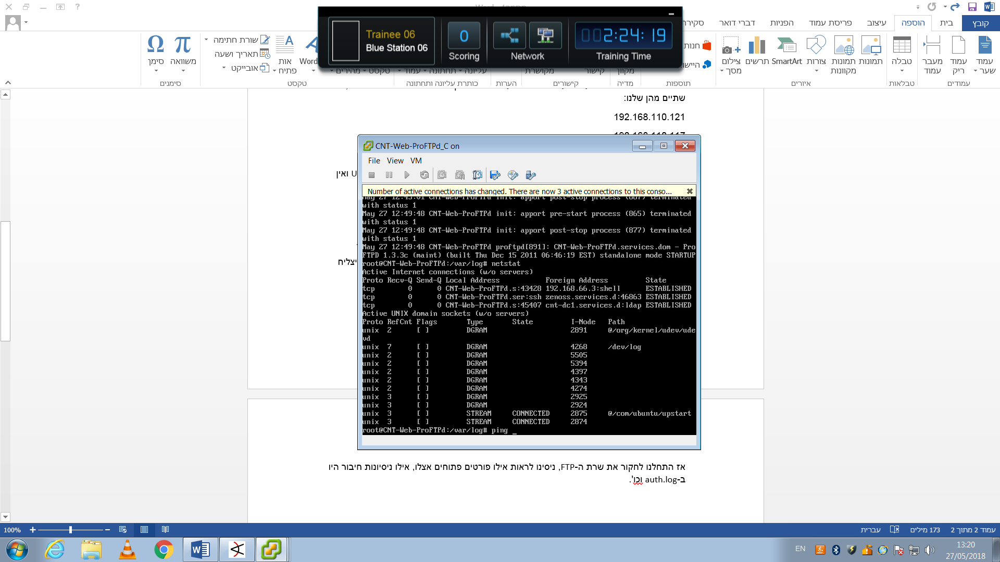 Word
Trainee 06
Blue Station 06
0
Scoring
Network
002:24:19
Training Time
קובץ
בית
הוספה
עיצוב
פריסת עמוד
הפניות
דברי דואר
סקירה
עמוד
שער
עמוד
ריק
מעבר
עמוד
עמודים
טבלה
טבלאות
תמונות
תמונות
מקוונות
צורות
SmartArt
תרשים
צילום
מסך
איורים
חנות
תוספות
מקוון
מדיה
קישור
קישורים
הערות
עליונה
תחתונה
עמוד
כותרת עליונה ותחתונה
טקסט
מהירים
Word
אות
פתיח
שורת חתימה
תאריך ושעה
אובייקט
טקסט
משוואה
סימן
סימנים
שתיים מהן שלנו:
192.168.110.121
ואין U
יצליח
CNT-Web-ProFTPd_C on
File View VM
Number of active connections has changed. There are now 3 active connections to this conso...
May 27 12:43:01 CNT-Web-ProFTPd init: apport post-stop process (887) terminated
with status 1
May 27 12:49:48 CNT-Web-ProFTPd init: apport pre-start process (865) terminated
with status 1
May 27 12:49:48 CNT-Web-ProFTPd init: apport post-stop process (877) terminated
with status 1
May 27 12:49:48 CNT-Web-ProFTPd proftpd[891]: CNT-Web-ProFTPd.services.dom - Pro
FTPD 1.3.3c (maint) (built Thu Dec 15 2011 06:46:19 EST) standalone mode STARTUP
root@CNT-Web-ProFTPd:/var/log# netstat
Active Internet connections (w/o servers)
Proto Recv-Q Send-Q Local Address Foreign Address State
tcp 0 0 CNT-Web-ProFTPd.s:43428 192.168.66.3:shell ESTABLISHED
tcp 0 0 CNT-Web-ProFTPd.ser:ssh zenoss.services.d:46863 ESTABLISHED
tcp 0 0 CNT-Web-ProFTPd.s:45407 cnt-dc1.services.d:ldap ESTABLISHED
Active UNIX domain sockets (w/o servers)
Proto RefCnt Flags Type State I-Node Path
unix 2 [ ] DGRAM 2891 @/org/kernel/udev/ude
vd
unix 7 [ ] DGRAM 4268 /dev/log
unix 2 [ ] DGRAM 5505
unix 2 [ ] DGRAM 5394
unix 2 [ ] DGRAM 4397
unix 2 [ ] DGRAM 4343
unix 2 [ ] DGRAM 4274
unix 3 [ ] DGRAM 2925
unix 3 [ ] DGRAM 2924
unix 3 [ ] STREAM CONNECTED 2875 @/com/ubuntu/upstart
unix 3 [ ] STREAM CONNECTED 2874
root@CNT-Web-ProFTPd:/var/log# ping _
אז התחלנו לחקור את שרת ה-FTP, ניסינו לראות אילו פורטים פתוחים אצלו, אילו ניסיונות חיבור היו
ב-auth.log וכו'.
עמוד 2 מתוך 2
173 מילים
עברית
100%
EN
13:20
27/05/2018